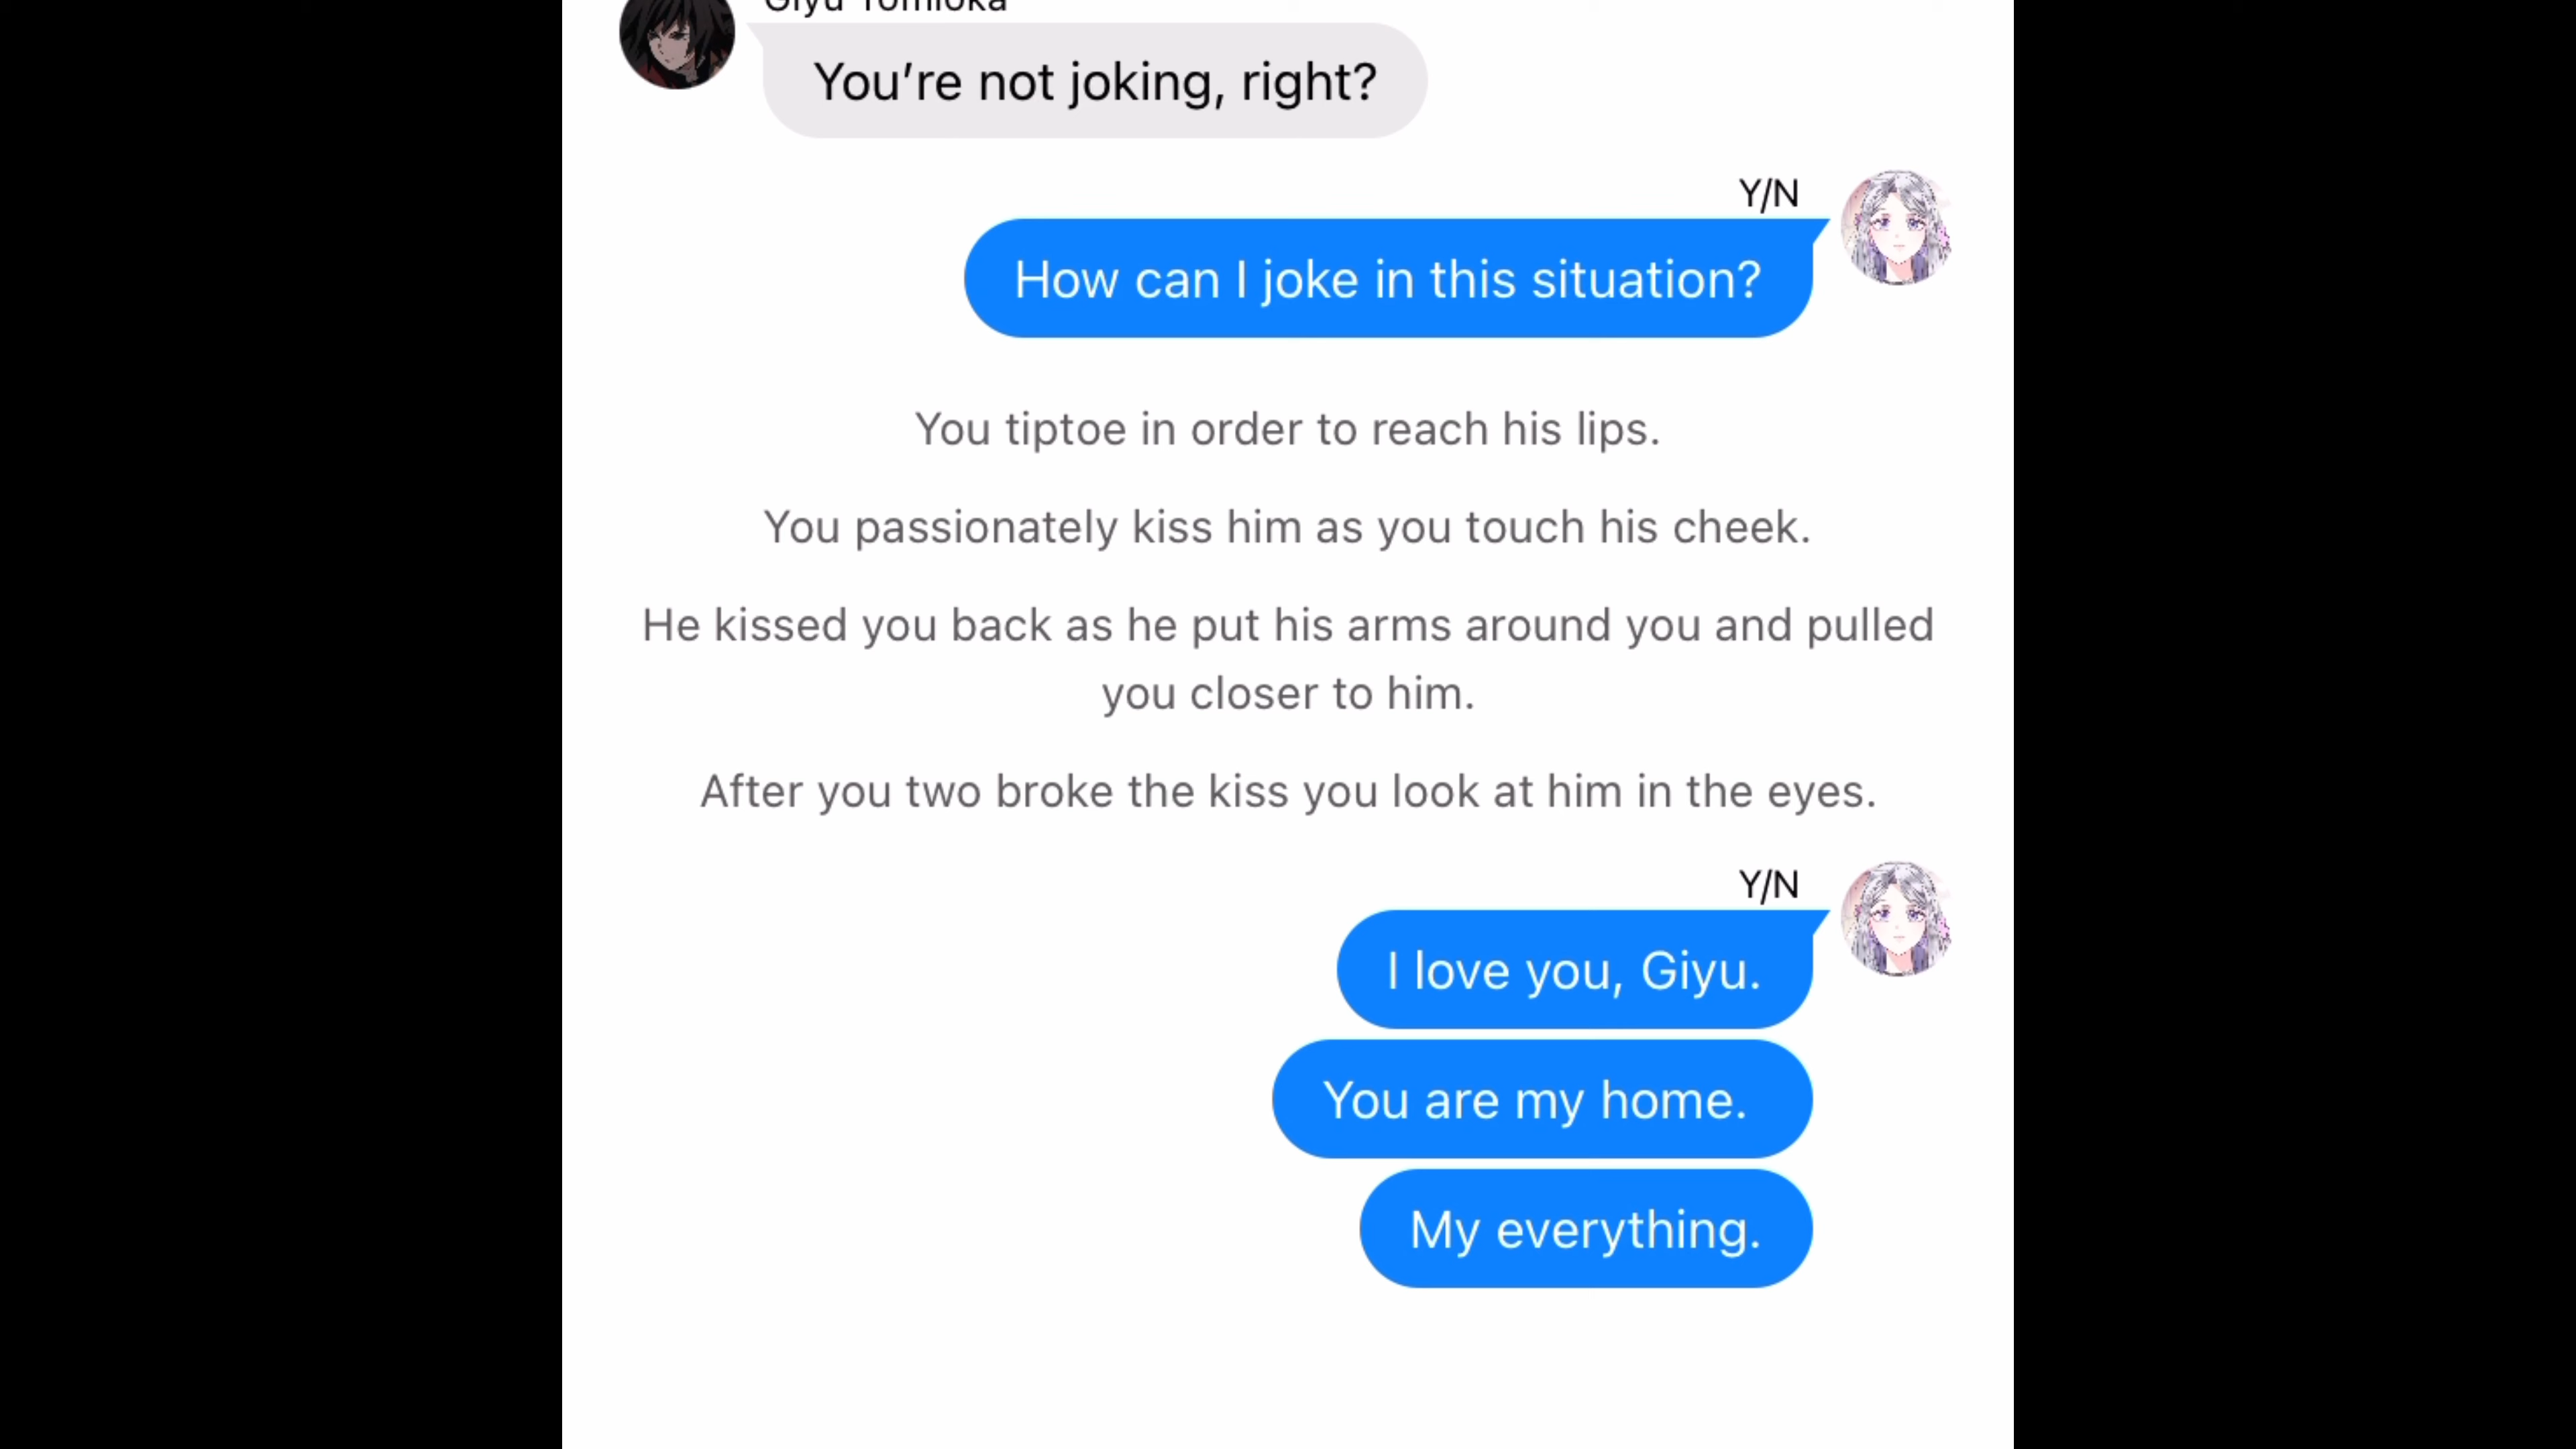 Giyu Tomioka
You’re not joking, right?
Y/N
How can I joke in this situation?
You tiptoe in order to reach his lips.
You passionately kiss him as you touch his cheek.
He kissed you back as he put his arms around you and pulled
you closer to him.
After you two broke the kiss you look at him in the eyes.
Y/N
I love you, Giyu.
You are my home.
My everything.